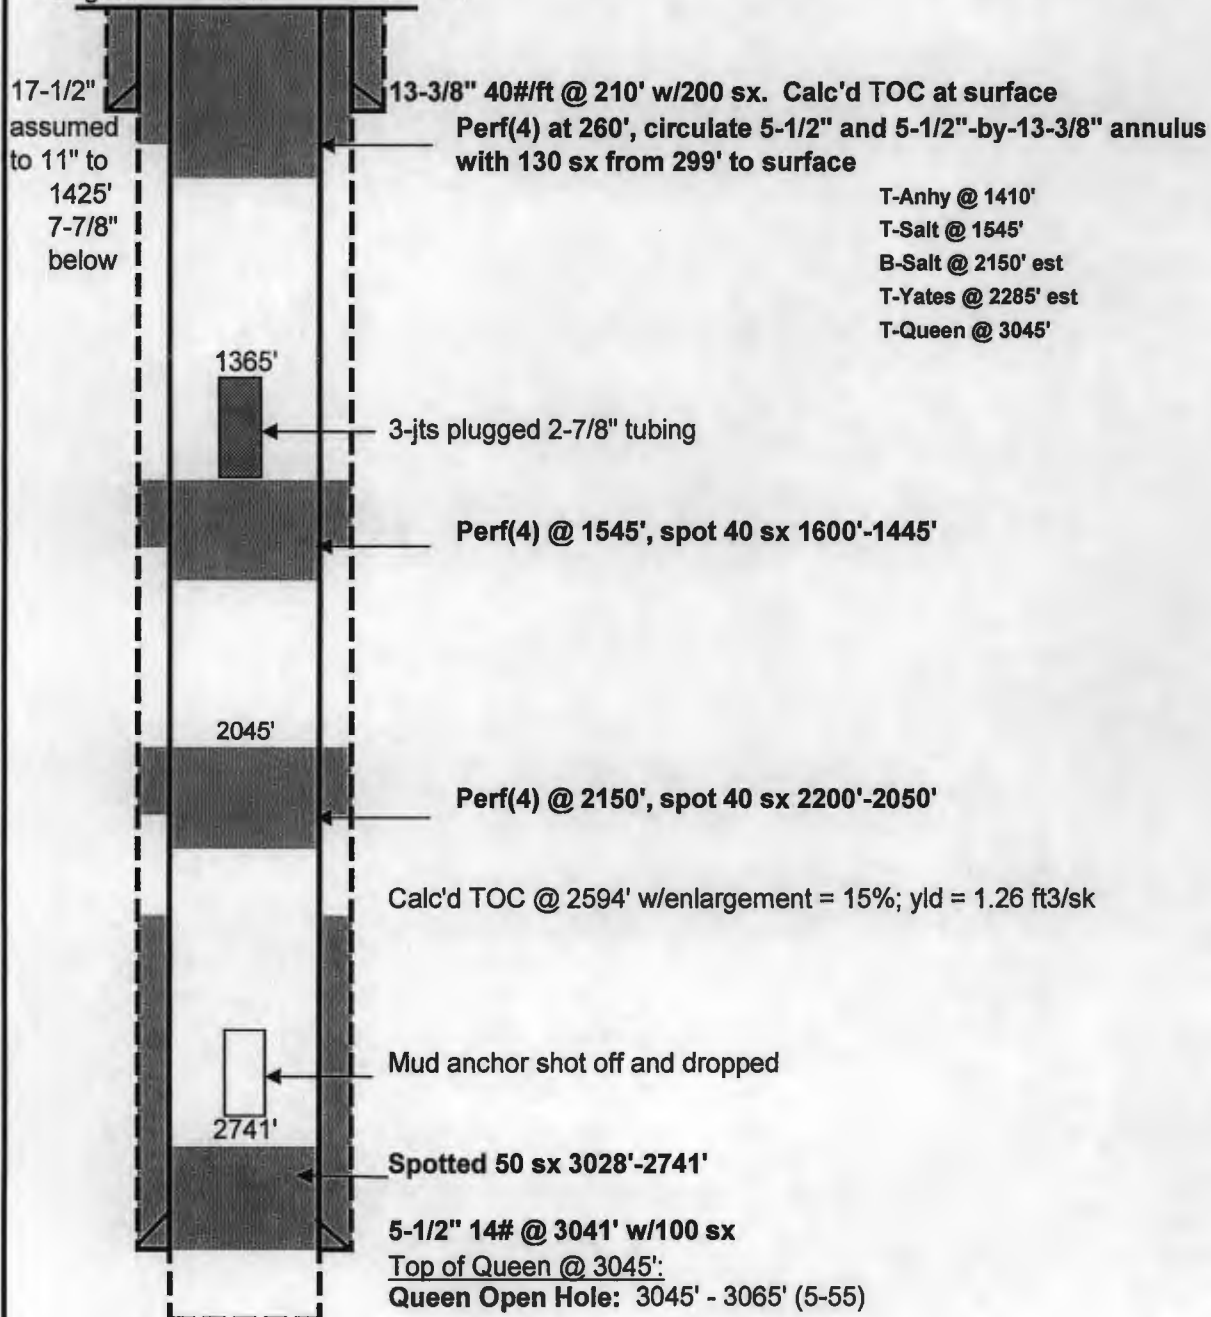 17-1/2"
assumed
to 11" to
1425'
7-7/8"
below
13-3/8" 40#/ft @ 210' w/200 sx. Calc'd TOC at surface
Perf(4) at 260', circulate 5-1/2" and 5-1/2"-by-13-3/8" annulus
with 130 sx from 299' to surface
T-Anhy @ 1410'
T-Salt @ 1545'
B-Salt @ 2150' est
T-Yates @ 2285' est
T-Queen @ 3045'
1365'
3-jts plugged 2-7/8" tubing
Perf(4) @ 1545', spot 40 sx 1600'-1445'
2045'
Perf(4) @ 2150', spot 40 sx 2200'-2050'
Calc'd TOC @ 2594' w/enlargement = 15%; yld = 1.26 ft3/sk
Mud anchor shot off and dropped
2741'
Spotted 50 sx 3028'-2741'
5-1/2" 14# @ 3041' w/100 sx
Top of Queen @ 3045':
Queen Open Hole: 3045' - 3065' (5-55)